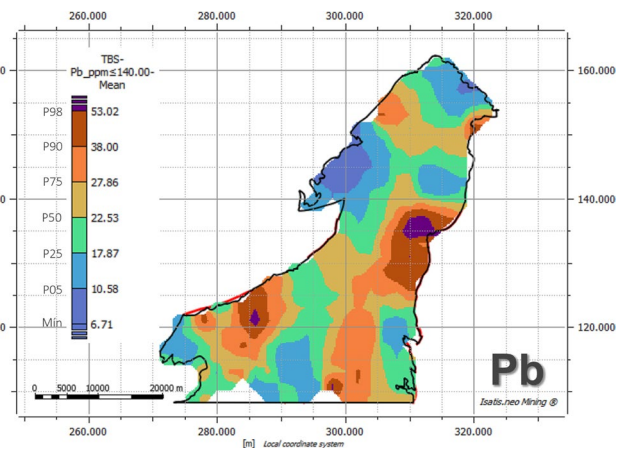 260.000 280.000 300.000 320.000
TBS-
Pb_ppm≤140.00-
Mean
P98 53.02
P90 38.00
P75 27.86
P50 22.53
P25 17.87
P05 10.58
Min 6.71
0 160.000
0 140.000
0 120.000
0 5000 10000 20000 m
Pb
Isatis.neo Mining ®
260.000 280.000 300.000 320.000
[m] Local coordinate system